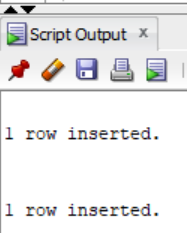 Script Output x
1 row inserted.
1 row inserted.